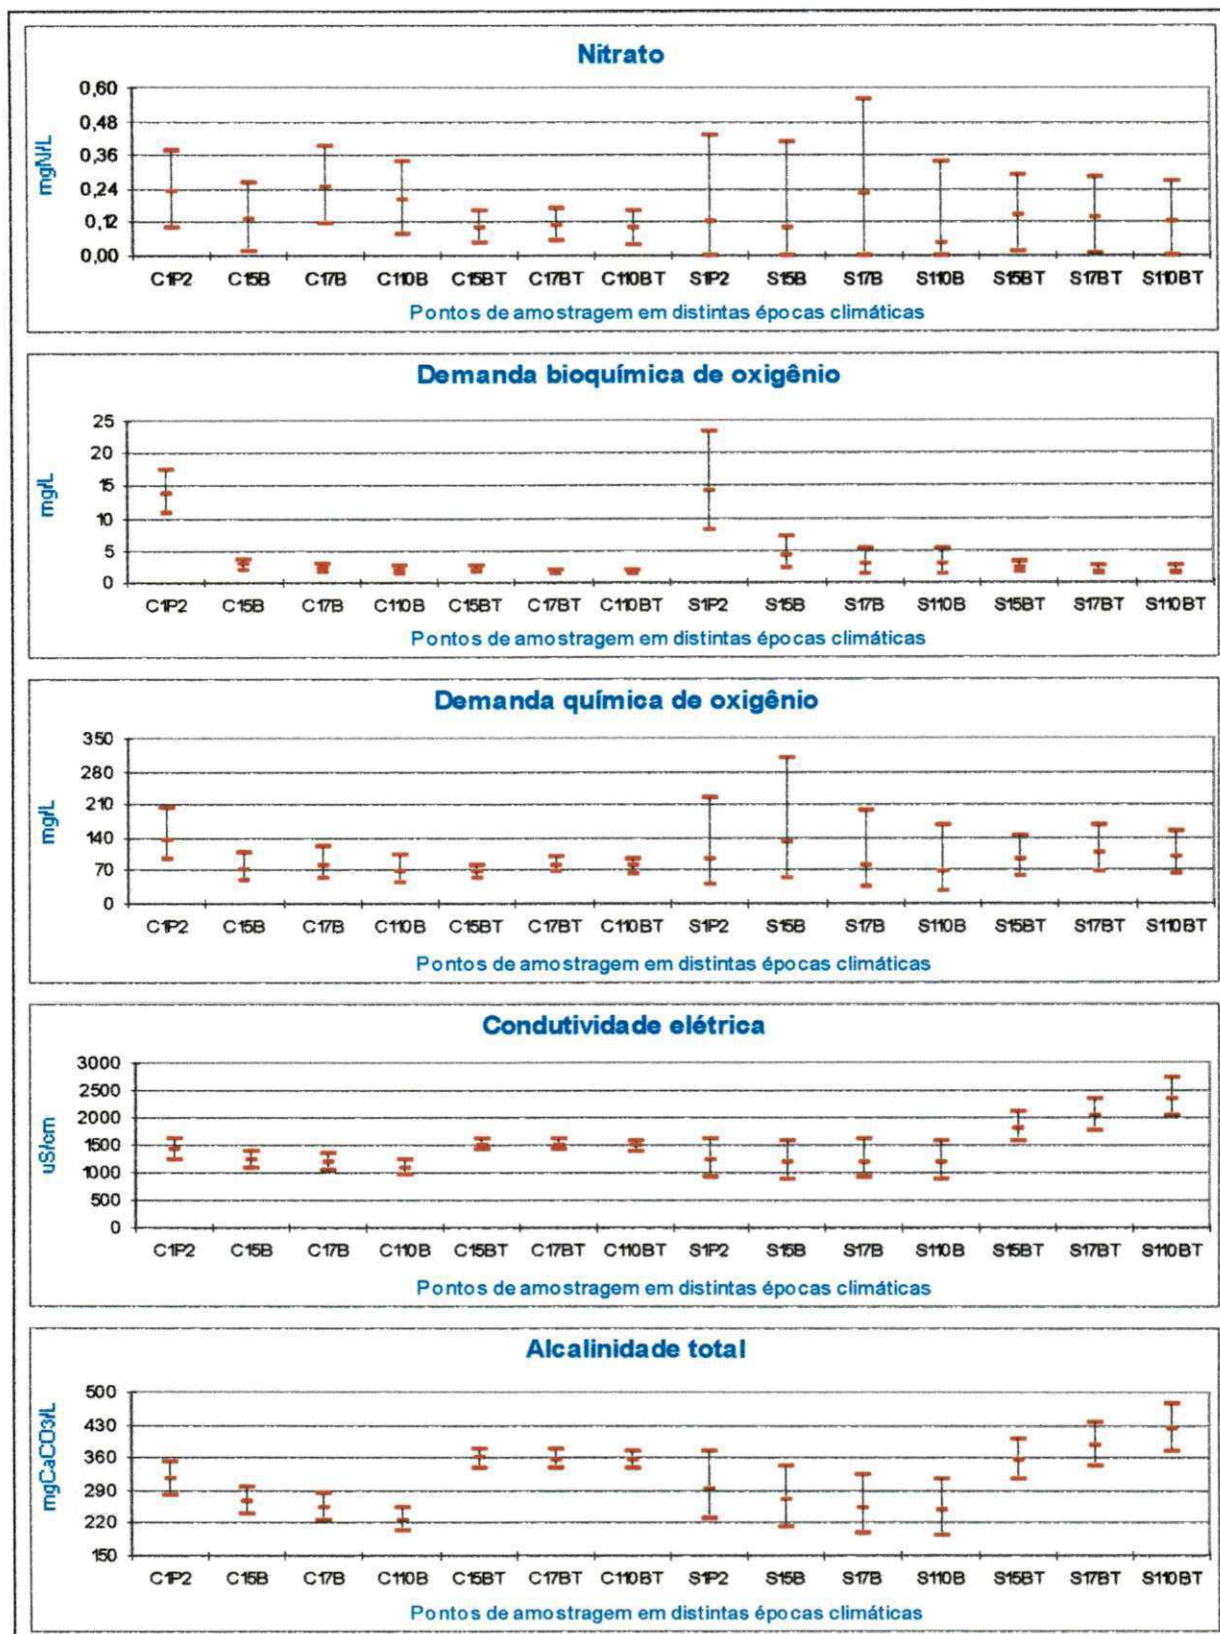 Nitrato
mgN/L
0,60
0,48
0,36
0,24
0,12
0,00
C1P2 C15B C17B C110B C15BT C17BT C110BT S1P2 S15B S17B S110B S15BT S17BT S110BT
Pontos de amostragem em distintas épocas climáticas
Demanda bioquímica de oxigênio
mg/L
25
20
15
10
5
0
C1P2 C15B C17B C110B C15BT C17BT C110BT S1P2 S15B S17B S110B S15BT S17BT S110BT
Pontos de amostragem em distintas épocas climáticas
Demanda química de oxigênio
mg/L
350
280
210
140
70
0
C1P2 C15B C17B C110B C15BT C17BT C110BT S1P2 S15B S17B S110B S15BT S17BT S110BT
Pontos de amostragem em distintas épocas climáticas
Condutividade elétrica
uS/cm
3000
2500
2000
1500
1000
500
0
C1P2 C15B C17B C110B C15BT C17BT C110BT S1P2 S15B S17B S110B S15BT S17BT S110BT
Pontos de amostragem em distintas épocas climáticas
Alcalinidade total
mgCaCO3/L
500
430
360
290
220
150
C1P2 C15B C17B C110B C15BT C17BT C110BT S1P2 S15B S17B S110B S15BT S17BT S110BT
Pontos de amostragem em distintas épocas climáticas